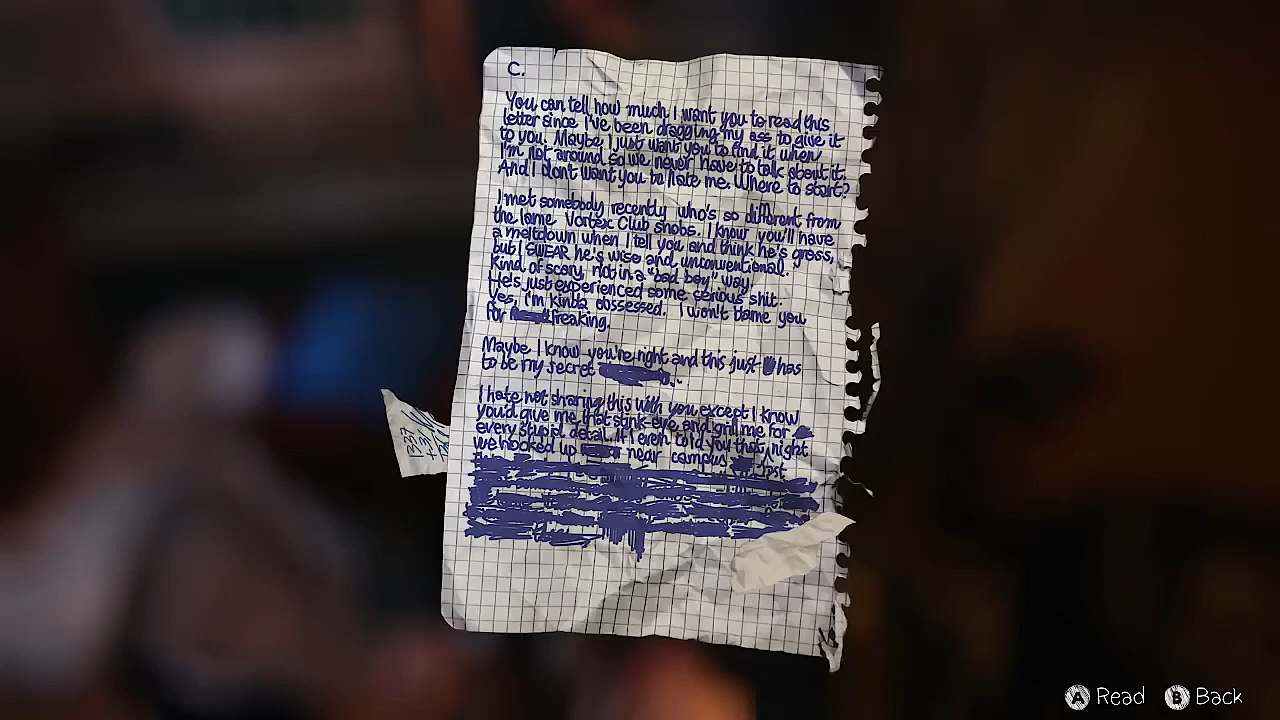 C.
You can tell how much I want you to read this
letter since I've been dragging my ass to give it
to you. Maybe I just want you to find it when
I'm not around so we never have to talk about it.
And I dont want you be hate me. Where to start?
I met somebody recently who's so different from
the lame Vortex Club snobs. I know you'll have
a meltdown when I tell you and think he's gross,
but I SWEAR he's wise and unconventional.
Kind of scary, not in a "bad boy" way.
He's just experienced some serious shit.
Yes, I'm kinda obssessed. I won't blame you
for freaking.
Maybe I know you're right and this just has
to be my secret
I hate not sharing this with you except I know
you'd give me that stink-eye and grill me for
every stupid detail. If I even told you that night
we hooked up near campus
1337
Read
Back